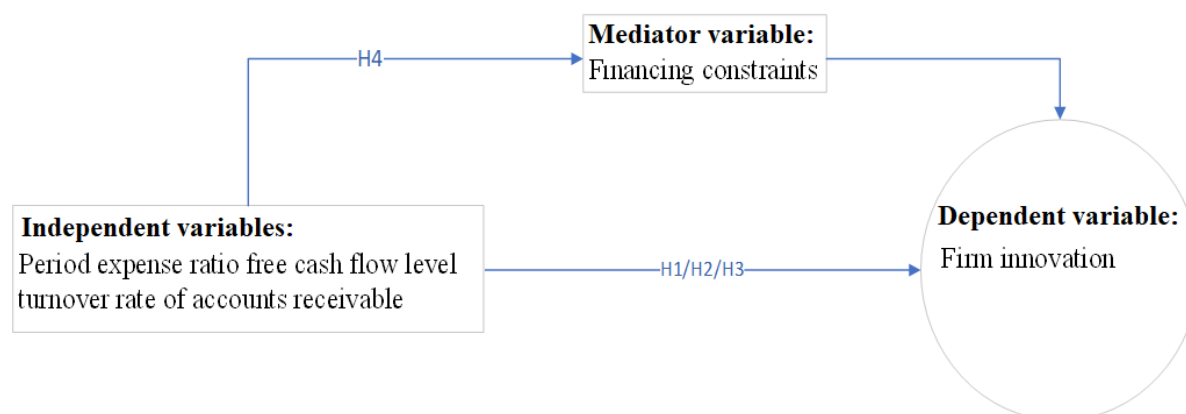 Mediator variable:
Financing constraints
H4
Independent variables:
Period expense ratio free cash flow level
turnover rate of accounts receivable
H1/H2/H3
Dependent variable:
Firm innovation